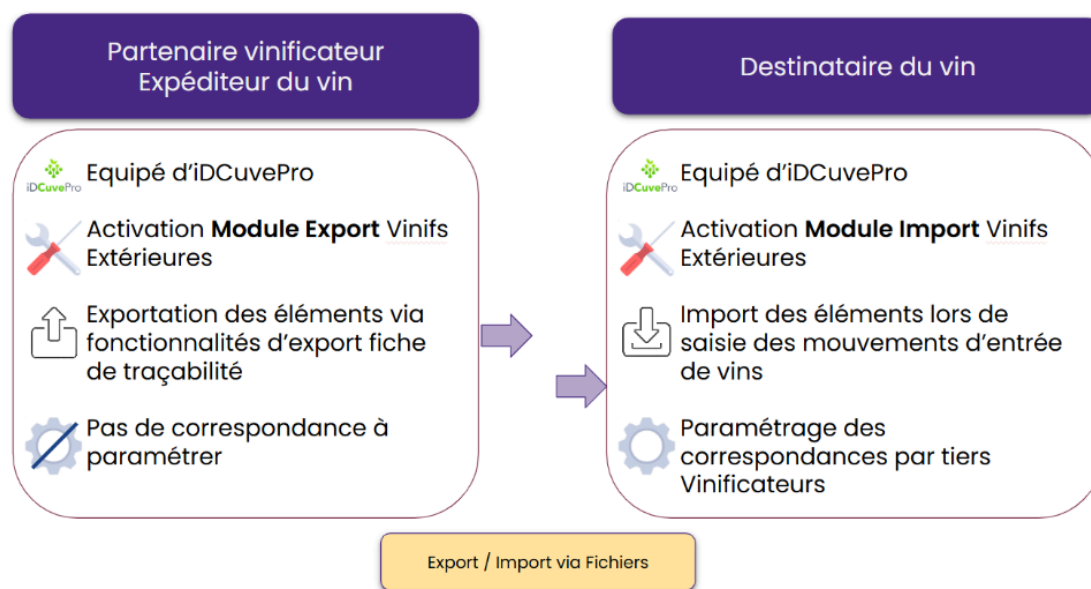 Partenaire vinificateur
Expéditeur du vin
iDCuvePro
Equipé d'iDCuvePro
Activation Module Export Vinifs
Extérieures
Exportation des éléments via
fonctionnalités d'export fiche
de traçabilité
Pas de correspondance à
paramétrer
Destinataire du vin
iDCuvePro
Equipé d'iDCuvePro
Activation Module Import Vinifs
Extérieures
Import des éléments lors de
saisie des mouvements d'entrée
de vins
Paramétrage des
correspondances par tiers
Vinificateurs
Export / Import via Fichiers